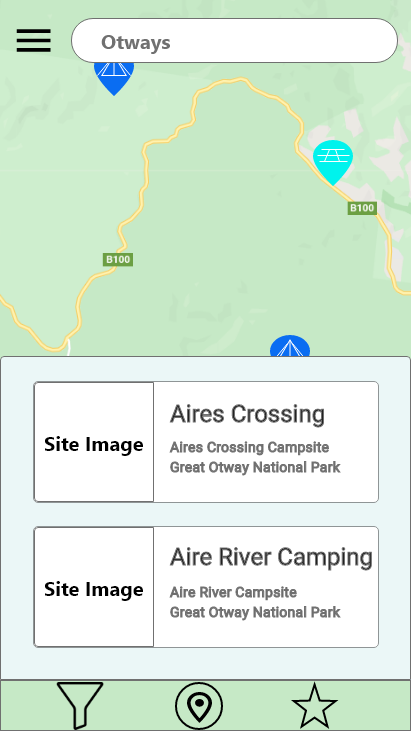 Otways
B100
B100
Site Image
Aires Crossing
Aires Crossing Campsite
Great Otway National Park
Site Image
Aire River Camping
Aire River Campsite
Great Otway National Park